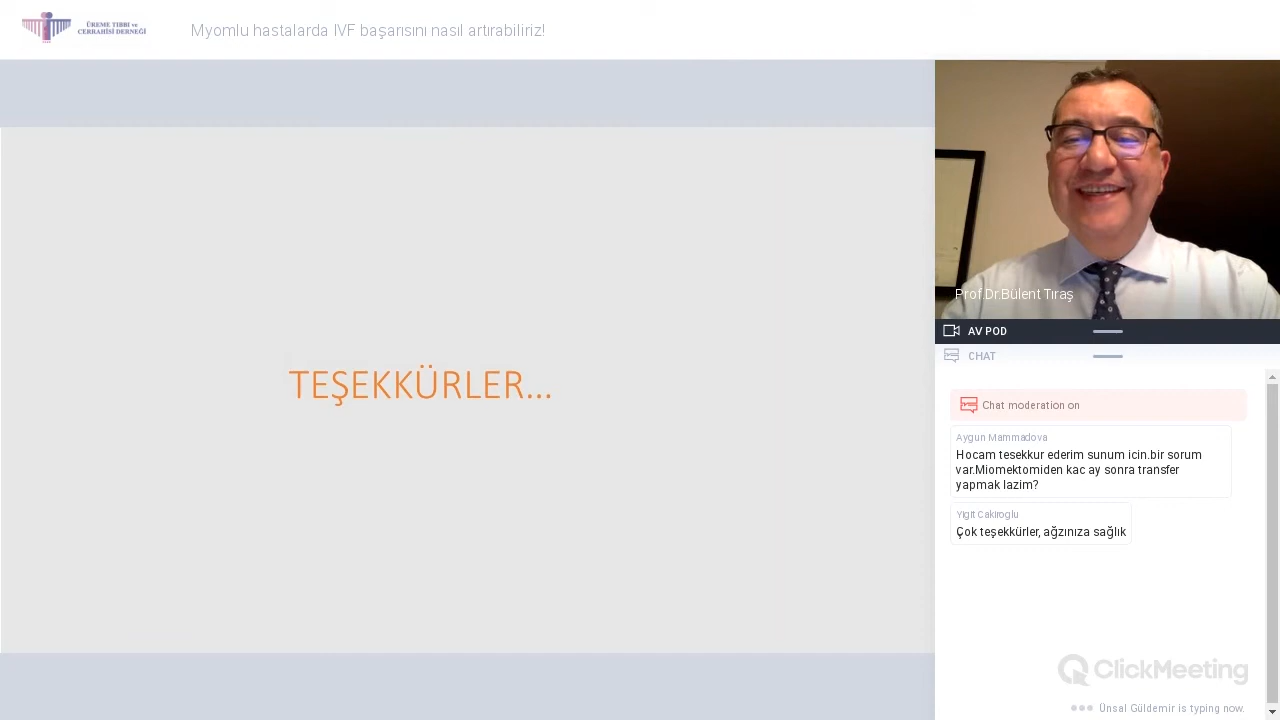 ÜREME TIBBI ve
CERRAHİSİ DERNEĞİ
Myomlu hastalarda IVF başarısını nasıl artırabiliriz!
TEŞEKKÜRLER...
Prof.Dr.Bülent Tıraş
AV POD
CHAT
Chat moderation on
Aygun Mammadova
Hocam tesekkur ederim sunum icin.bir sorum
var.Miomektomiden kac ay sonra transfer
yapmak lazim?
Yigit Cakiroglu
Çok teşekkürler, ağzınıza sağlık
ClickMeeting
Ünsal Güldemir is typing now.